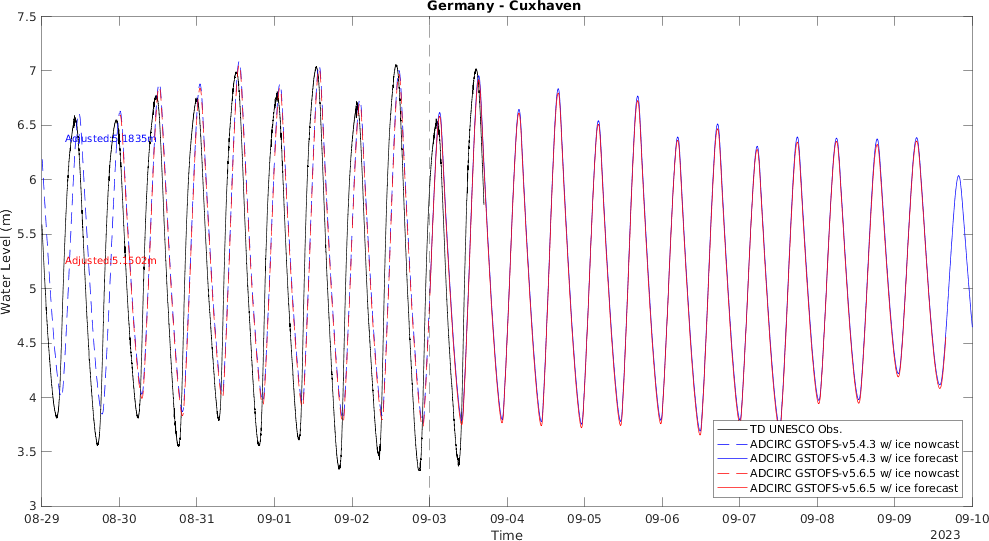 Germany - Cuxhaven
Water Level (m)
7.5
7
6.5
6
5.5
5
4.5
4
3.5
3
Adjusted:5.1835m
Adjusted:5.1502m
TD UNESCO Obs.
ADCIRC GSTOFS-v5.4.3 w/ ice nowcast
ADCIRC GSTOFS-v5.4.3 w/ ice forecast
ADCIRC GSTOFS-v5.6.5 w/ ice nowcast
ADCIRC GSTOFS-v5.6.5 w/ ice forecast
08-29 08-30 08-31 09-01 09-02 09-03 09-04 09-05 09-06 09-07 09-08 09-09 09-10
Time
2023